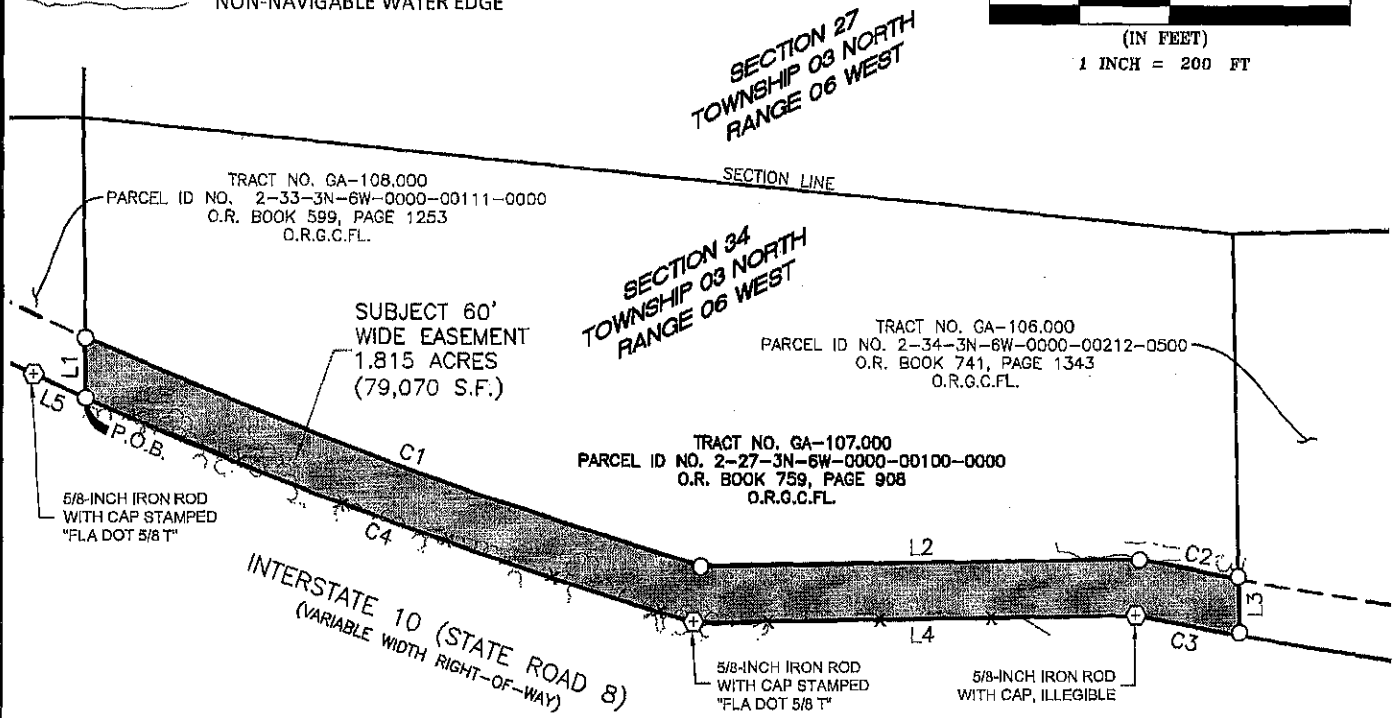 NON-NAVIGABLE WATER EDGE
(IN FEET)
1 INCH = 200 FT
SECTION 27
TOWNSHIP 03 NORTH
RANGE 06 WEST
SECTION LINE
TRACT NO. GA-108.000
PARCEL ID NO. 2-33-3N-6W-0000-00111-0000
O.R. BOOK 599, PAGE 1253
O.R.G.C.FL.
SECTION 34
TOWNSHIP 03 NORTH
RANGE 06 WEST
SUBJECT 60'
WIDE EASEMENT
1.815 ACRES
(79,070 S.F.)
TRACT NO. GA-106.000
PARCEL ID NO. 2-34-3N-6W-0000-00212-0500
O.R. BOOK 741, PAGE 1343
O.R.G.C.FL.
L1
L5
P.O.B.
C1
TRACT NO. GA-107.000
PARCEL ID NO. 2-27-3N-6W-0000-00100-0000
O.R. BOOK 759, PAGE 908
O.R.G.C.FL.
5/8-INCH IRON ROD
WITH CAP STAMPED
"FLA DOT 5/8 T"
C4
L2
C2
L3
L4
C3
INTERSTATE 10 (STATE ROAD 8)
(VARIABLE WIDTH RIGHT-OF-WAY)
5/8-INCH IRON ROD
WITH CAP STAMPED
"FLA DOT 5/8 T"
5/8-INCH IRON ROD
WITH CAP, ILLEGIBLE